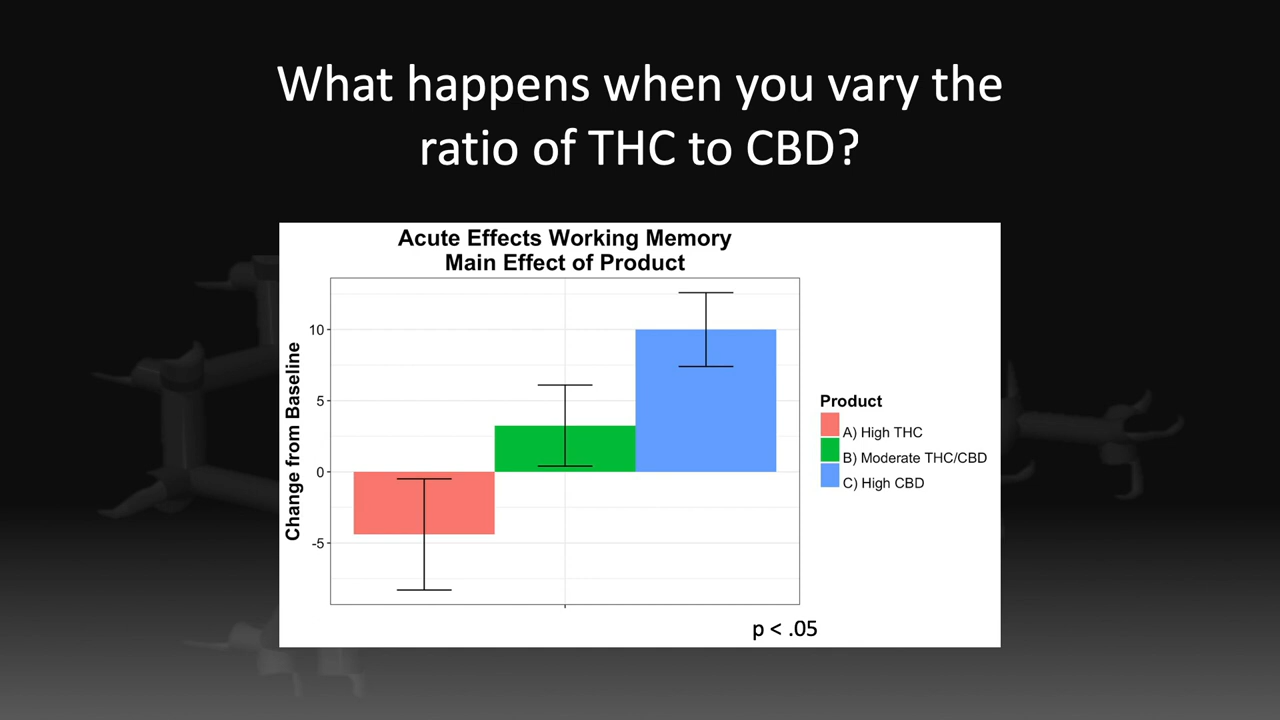 What happens when you vary the
ratio of THC to CBD?
Acute Effects Working Memory
Main Effect of Product
Change from Baseline
10
5
0
-5
Product
A) High THC
B) Moderate THC/CBD
C) High CBD
p < .05